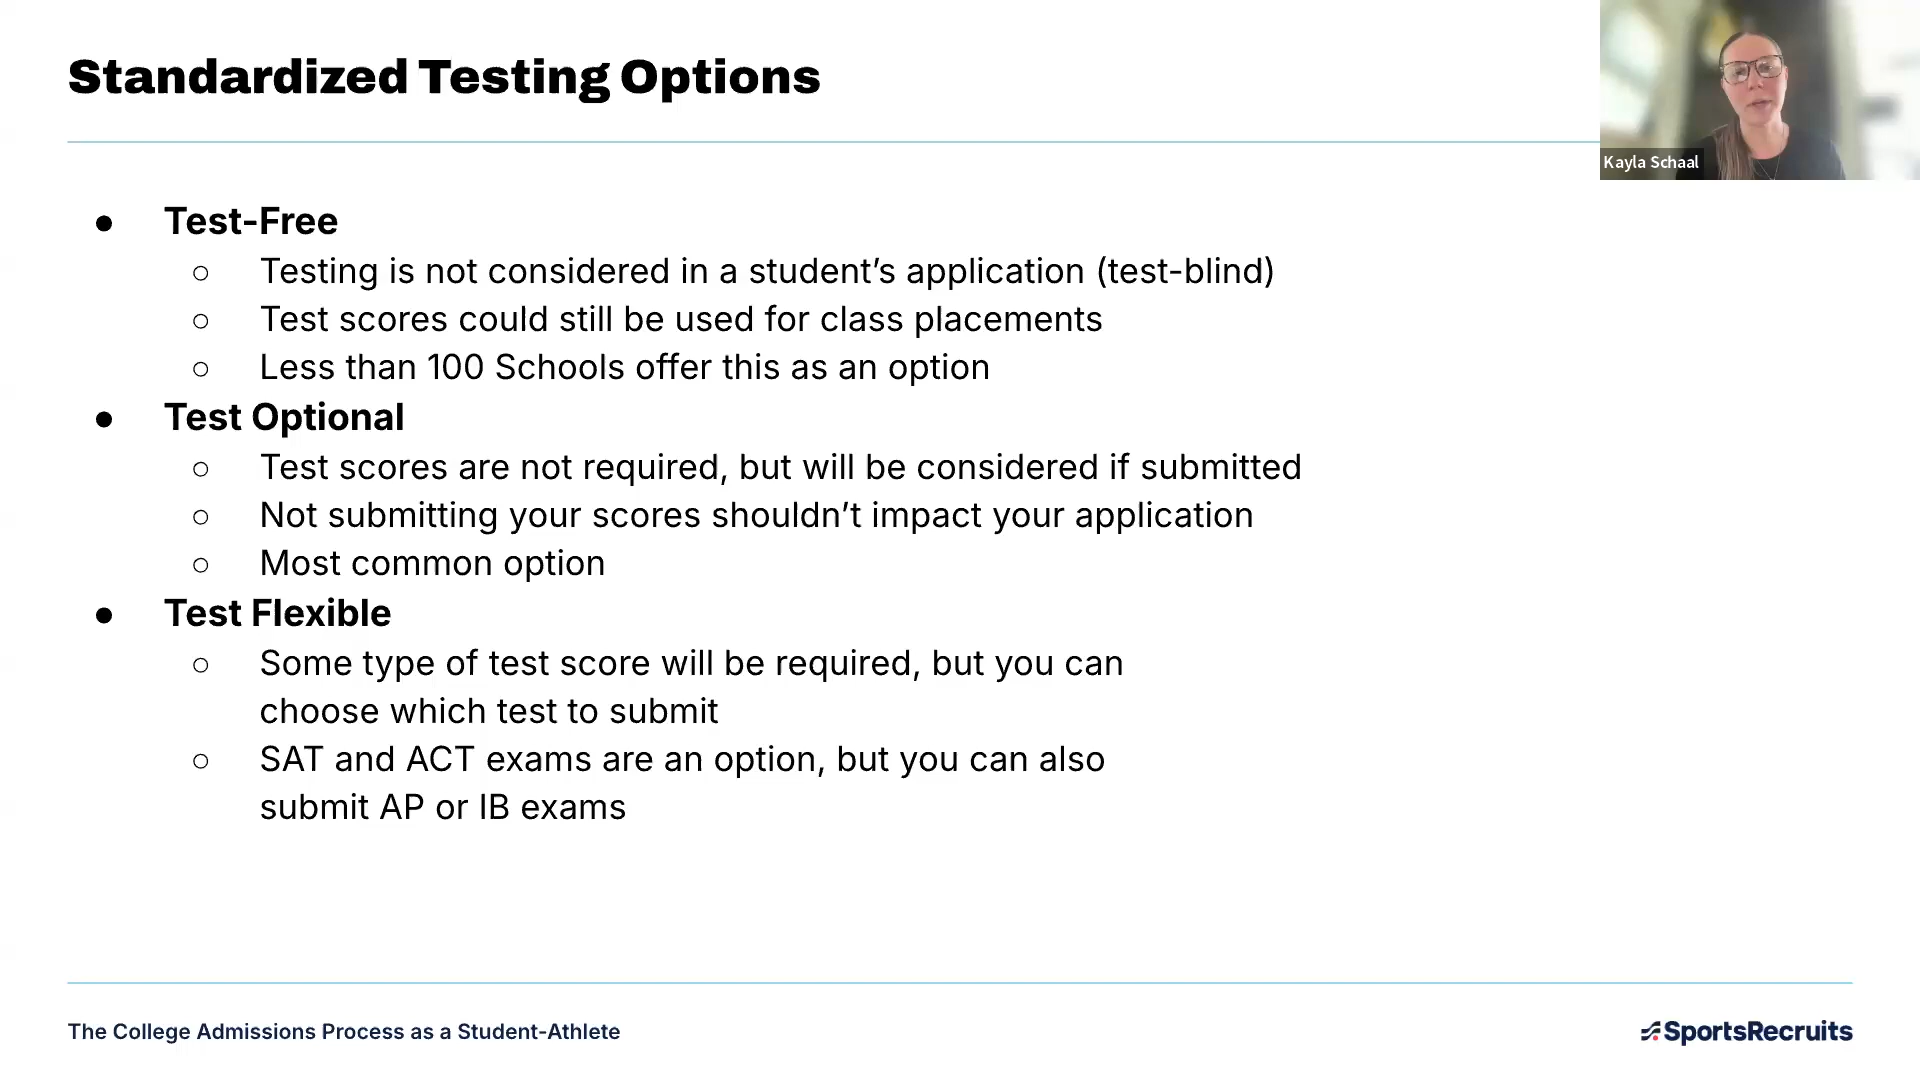 Standardized Testing Options
Kayla Schaal
● Test-Free
○ Testing is not considered in a student’s application (test-blind)
○ Test scores could still be used for class placements
○ Less than 100 Schools offer this as an option
● Test Optional
○ Test scores are not required, but will be considered if submitted
○ Not submitting your scores shouldn’t impact your application
○ Most common option
● Test Flexible
○ Some type of test score will be required, but you can
choose which test to submit
○ SAT and ACT exams are an option, but you can also
submit AP or IB exams
The College Admissions Process as a Student-Athlete
SportsRecruits